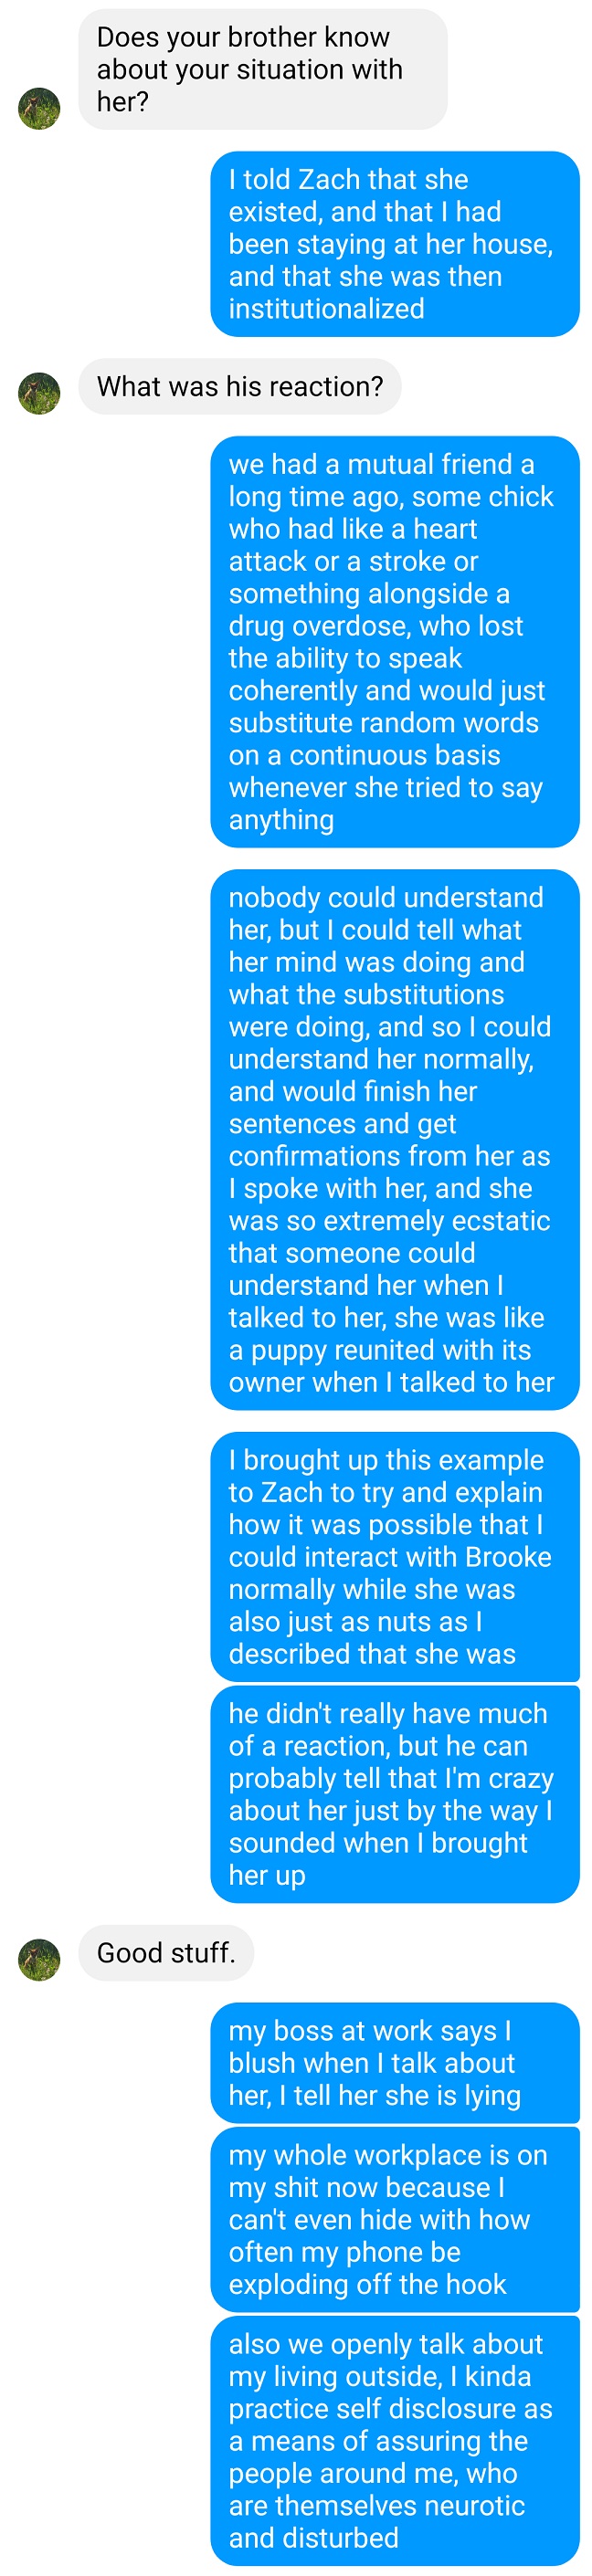 Does your brother know
about your situation with
her?
I told Zach that she
existed, and that I had
been staying at her house,
and that she was then
institutionalized
What was his reaction?
we had a mutual friend a
long time ago, some chick
who had like a heart
attack or a stroke or
something alongside a
drug overdose, who lost
the ability to speak
coherently and would just
substitute random words
on a continuous basis
whenever she tried to say
anything
nobody could understand
her, but I could tell what
her mind was doing and
what the substitutions
were doing, and so I could
understand her normally,
and would finish her
sentences and get
confirmations from her as
I spoke with her, and she
was so extremely ecstatic
that someone could
understand her when I
talked to her, she was like
a puppy reunited with its
owner when I talked to her
I brought up this example
to Zach to try and explain
how it was possible that I
could interact with Brooke
normally while she was
also just as nuts as I
described that she was
he didn't really have much
of a reaction, but he can
probably tell that I'm crazy
about her just by the way I
sounded when I brought
her up
Good stuff.
my boss at work says I
blush when I talk about
her, I tell her she is lying
my whole workplace is on
my shit now because I
can't even hide with how
often my phone be
exploding off the hook
also we openly talk about
my living outside, I kinda
practice self disclosure as
a means of assuring the
people around me, who
are themselves neurotic
and disturbed